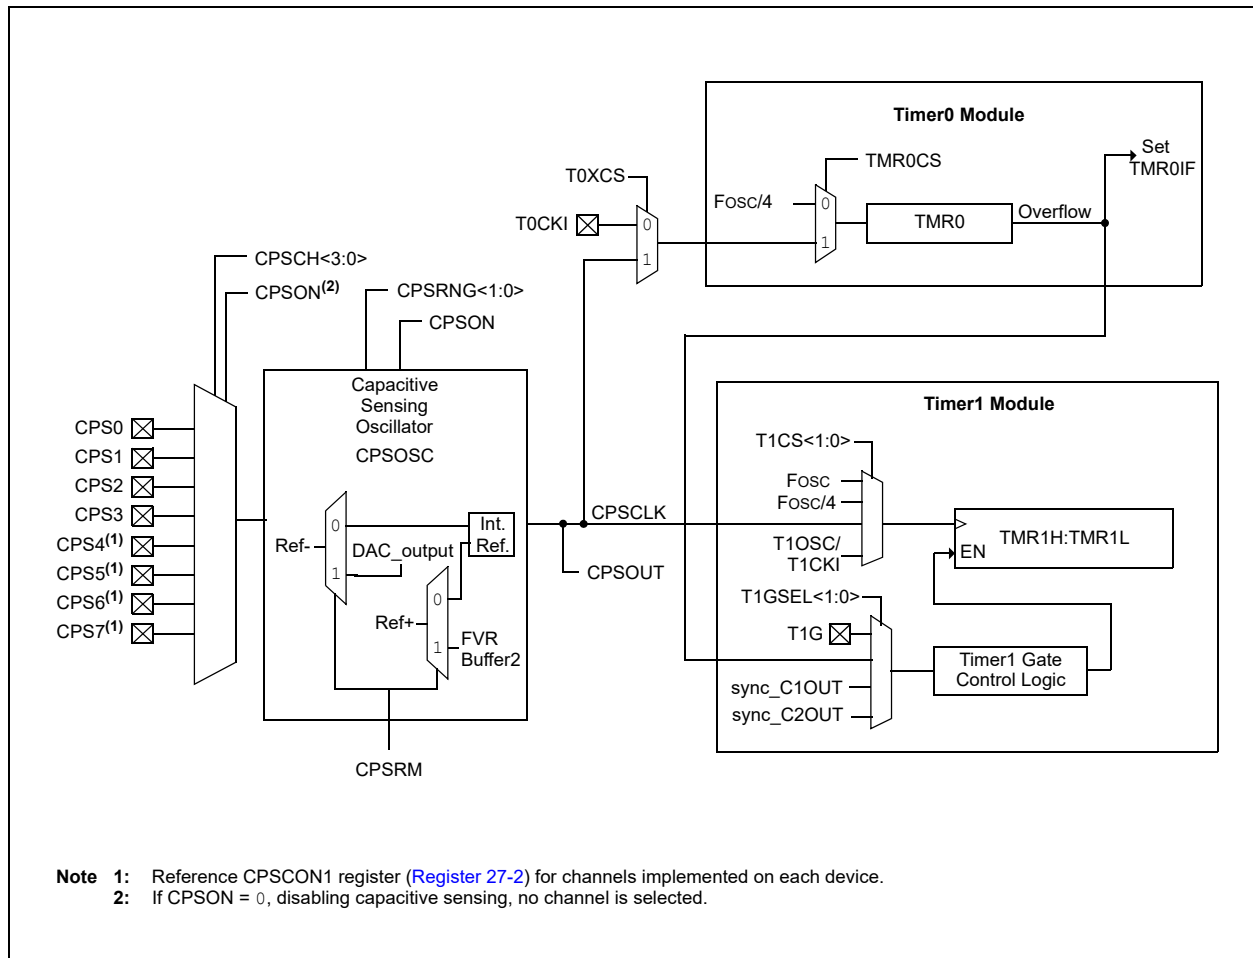 Timer0 Module
Set
TMR0IF
TMR0CS
T0XCS
FOSC/4
0
1
TMR0
Overflow
T0CKI
0
1
CPSCH<3:0>
CPSON(2)
CPSRNG<1:0>
CPSON
Capacitive
Sensing
Oscillator
CPSOSC
Timer1 Module
CPS0
CPS1
CPS2
CPS3
CPS4(1)
CPS5(1)
CPS6(1)
CPS7(1)
T1CS<1:0>
FOSC
FOSC/4
CPSCLK
T1OSC/
T1CKI
TMR1H:TMR1L
EN
0
Ref-
DAC_output
1
Int.
Ref.
CPSOUT
0
Ref+
1
FVR
Buffer2
T1GSEL<1:0>
T1G
Timer1 Gate
Control Logic
sync_C1OUT
sync_C2OUT
CPSRM
Note 1: Reference CPSCON1 register (Register 27-2) for channels implemented on each device.
2: If CPSON = 0, disabling capacitive sensing, no channel is selected.